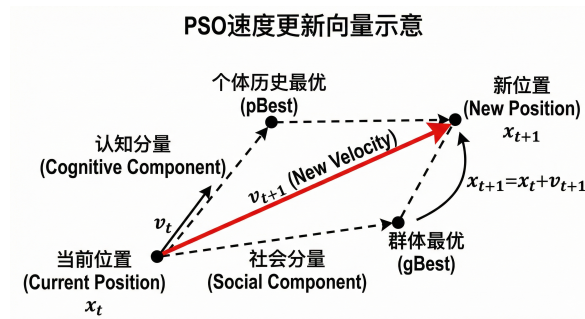 PSO速度更新向量示意
个体历史最优
(pBest)
新位置
(New Position)
x_{t+1}
认知分量
(Cognitive Component)
v_{t+1} (New Velocity)
x_{t+1}=x_t+v_{t+1}
v_t
当前位置
(Current Position)
x_t
社会分量
(Social Component)
群体最优
(gBest)